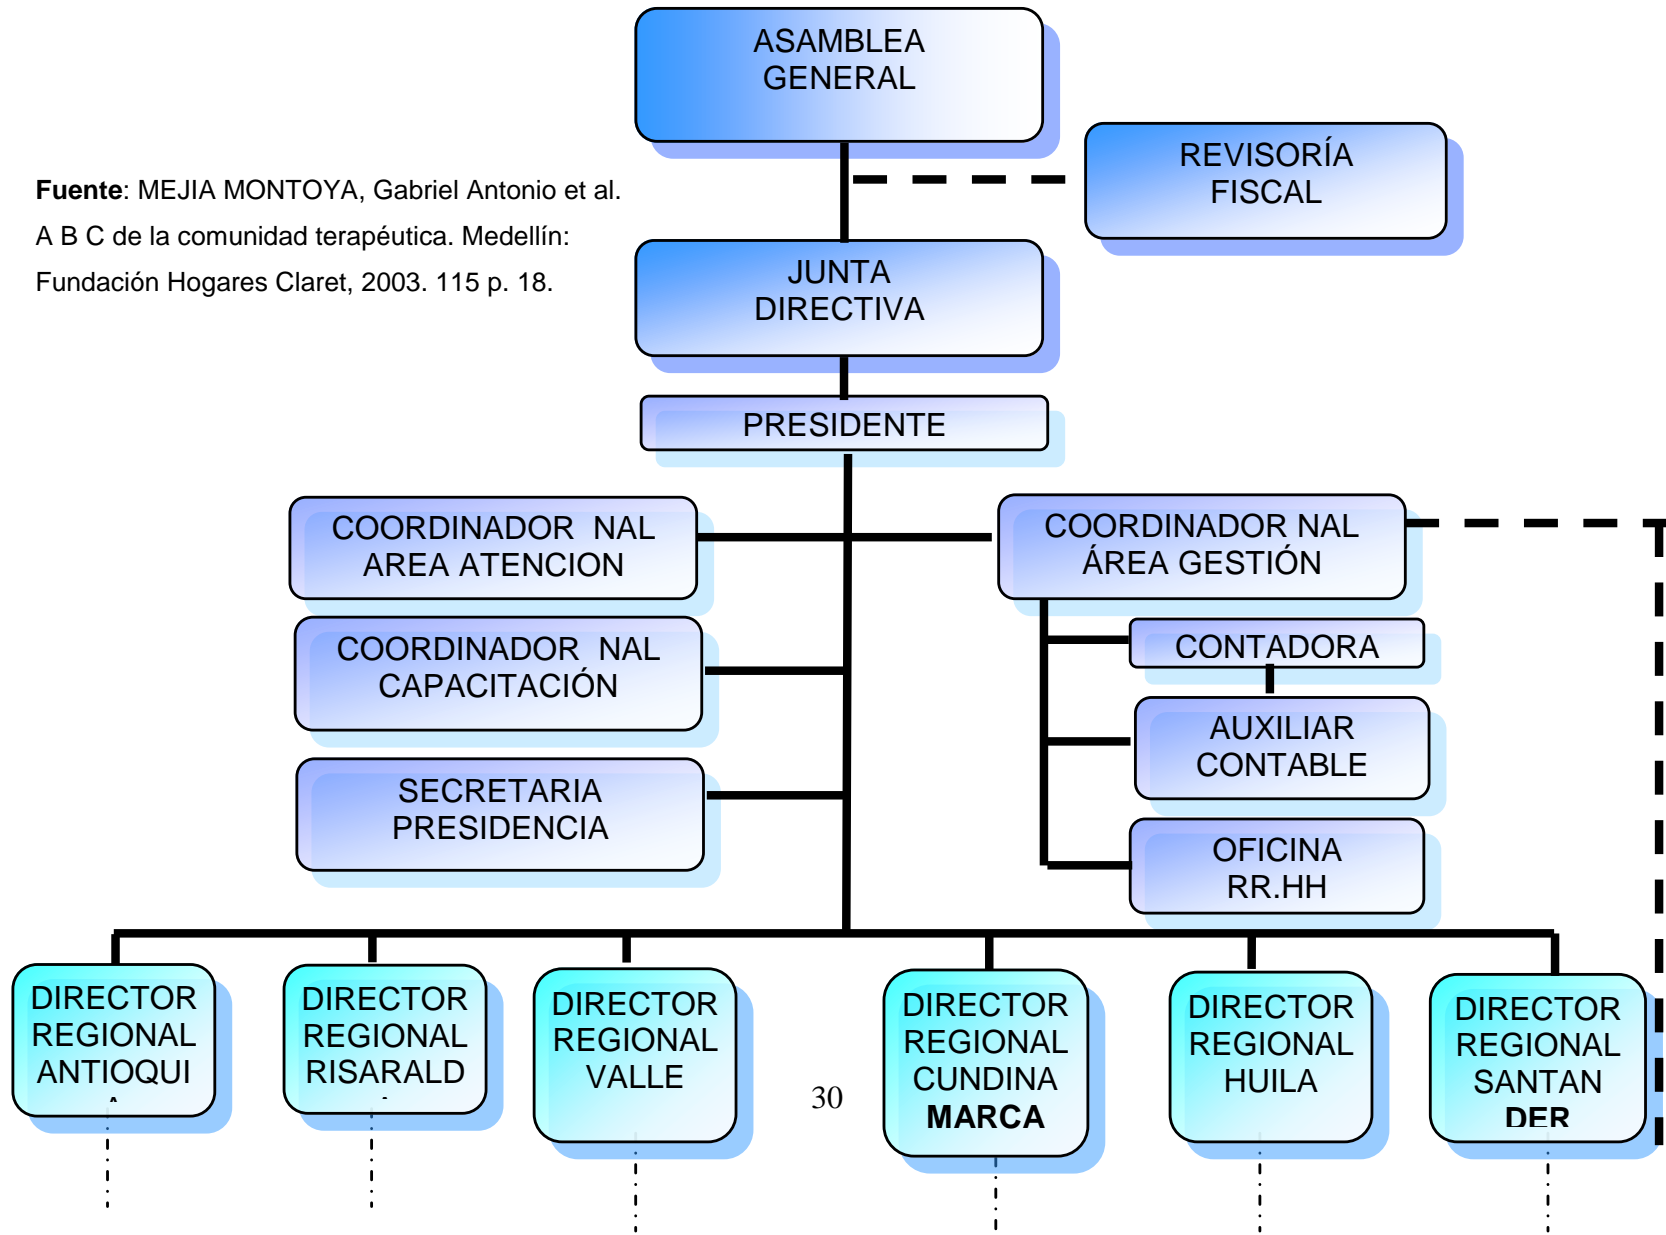 ASAMBLEA
GENERAL
REVISORÍA
FISCAL
Fuente: MEJIA MONTOYA, Gabriel Antonio et al.
A B C de la comunidad terapéutica. Medellín:
Fundación Hogares Claret, 2003. 115 p. 18.
JUNTA
DIRECTIVA
PRESIDENTE
COORDINADOR NAL
AREA ATENCION
COORDINADOR NAL
ÁREA GESTIÓN
COORDINADOR NAL
CAPACITACIÓN
CONTADORA
AUXILIAR
CONTABLE
SECRETARIA
PRESIDENCIA
OFICINA
RR.HH
DIRECTOR
REGIONAL
ANTIOQUI
DIRECTOR
REGIONAL
RISARALD
DIRECTOR
REGIONAL
VALLE
30
DIRECTOR
REGIONAL
CUNDINA
MARCA
DIRECTOR
REGIONAL
HUILA
DIRECTOR
REGIONAL
SANTAN
DER